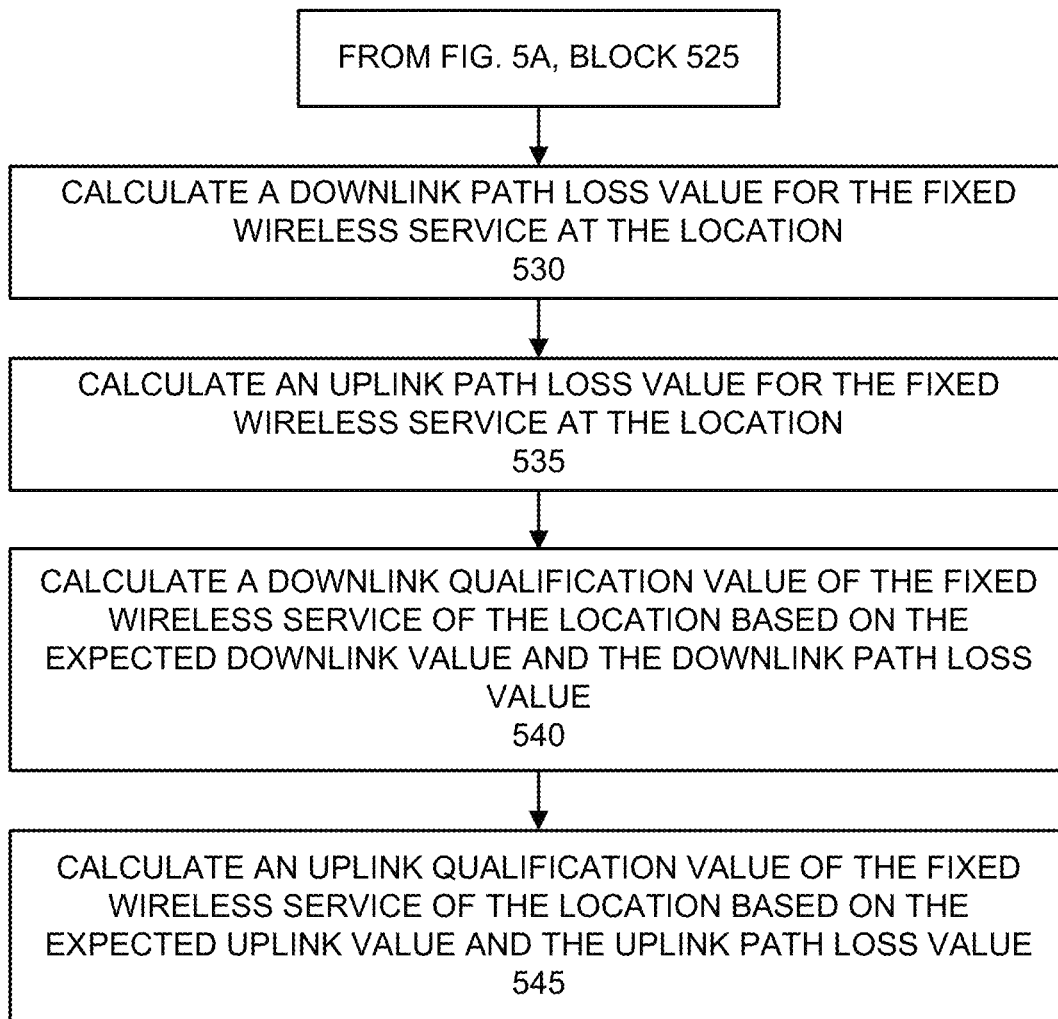 FROM FIG. 5A, BLOCK 525
CALCULATE A DOWNLINK PATH LOSS VALUE FOR THE FIXED
WIRELESS SERVICE AT THE LOCATION
530
CALCULATE AN UPLINK PATH LOSS VALUE FOR THE FIXED
WIRELESS SERVICE AT THE LOCATION
535
CALCULATE A DOWNLINK QUALIFICATION VALUE OF THE FIXED
WIRELESS SERVICE OF THE LOCATION BASED ON THE
EXPECTED DOWNLINK VALUE AND THE DOWNLINK PATH LOSS
VALUE
540
CALCULATE AN UPLINK QUALIFICATION VALUE OF THE FIXED
WIRELESS SERVICE OF THE LOCATION BASED ON THE
EXPECTED UPLINK VALUE AND THE UPLINK PATH LOSS VALUE
545